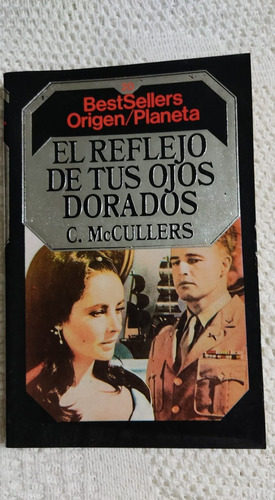 BestSellers
Origen/Planeta
EL REFLEJO
DE TUS OJOS
DORADOS
C. McCULLERS